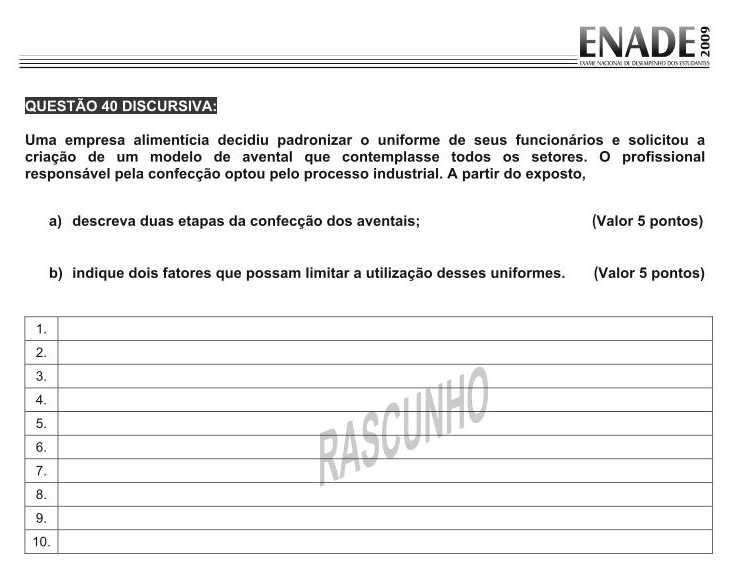 ENADE 2009
EXAME NACIONAL DE DESEMPENHO DOS ESTUDANTES
QUESTÃO 40 DISCURSIVA:
Uma empresa alimentícia decidiu padronizar o uniforme de seus funcionários e solicitou a
criação de um modelo de avental que contemplasse todos os setores. O profissional
responsável pela confecção optou pelo processo industrial. A partir do exposto,
a) descreva duas etapas da confecção dos aventais; (Valor 5 pontos)
b) indique dois fatores que possam limitar a utilização desses uniformes. (Valor 5 pontos)
1.
2.
3.
4.
5.
6.
7.
8.
9.
10.
RASCUNHO